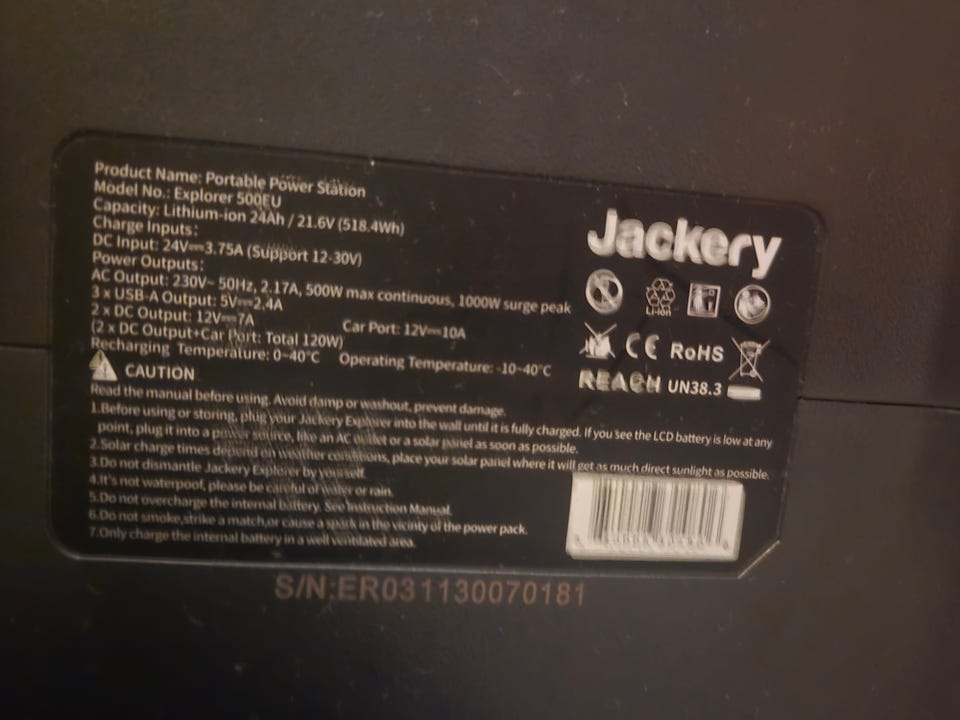 Product Name: Portable Power Station
Model No.: Explorer 500EU
Capacity: Lithium-ion 24Ah / 21.6V (518.4Wh)
Charge Inputs:
DC Input: 24V⎓3.75A (Support 12-30V)
Power Outputs:
AC Output: 230V~ 50Hz, 2.17A, 500W max continuous, 1000W surge peak
3 x USB-A Output: 5V⎓2.4A
2 x DC Output: 12V⎓7A Car Port: 12V⎓10A
(2 x DC Output+Car Port: Total 120W)
Recharging Temperature: 0~40°C Operating Temperature: -10~40°C
CAUTION
Read the manual before using. Avoid damp or washout, prevent damage.
1.Before using or storing, plug your Jackery Explorer into the wall until it is fully charged. If you see the LCD battery is low at any
point, plug it into a power source, like an AC outlet or a solar panel as soon as possible.
2.Solar charge times depend on weather conditions, place your solar panel where it will get as much direct sunlight as possible.
3.Do not dismantle Jackery Explorer by yourself.
4.It's not waterproof, please be careful of water or rain.
5.Do not overcharge the internal battery. See Instruction Manual.
6.Do not smoke,strike a match,or cause a spark in the vicinity of the power pack.
7.Only charge the internal battery in a well ventilated area.
Jackery
Li-ion
CE RoHS
REACH UN38.3
S/N:ER031130070181